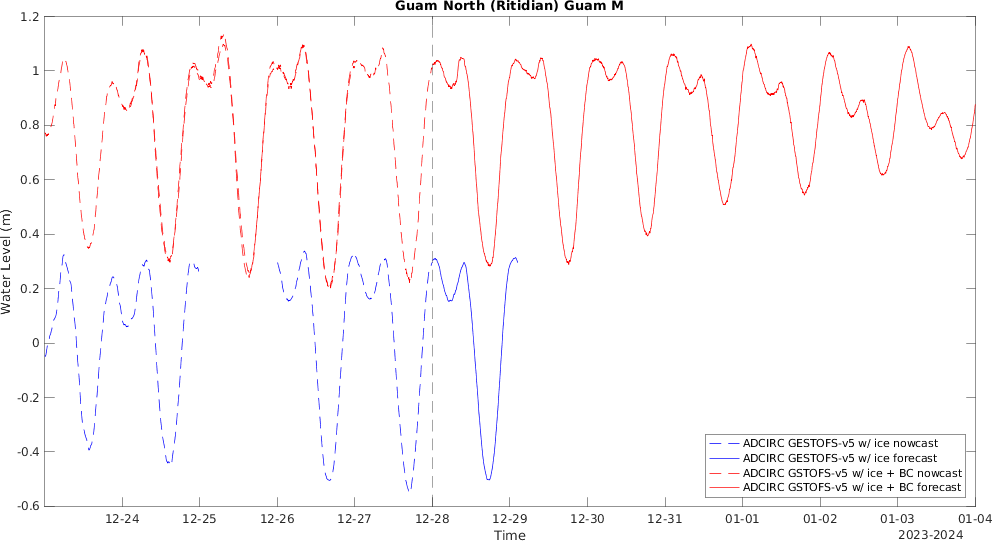 Guam North (Ritidian) Guam M
1.2
1
0.8
0.6
0.4
0.2
0
-0.2
-0.4
-0.6
Water Level (m)
ADCIRC GESTOFS-v5 w/ ice nowcast
ADCIRC GESTOFS-v5 w/ ice forecast
ADCIRC GSTOFS-v5 w/ ice + BC nowcast
ADCIRC GSTOFS-v5 w/ ice + BC forecast
12-24 12-25 12-26 12-27 12-28 12-29 12-30 12-31 01-01 01-02 01-03 01-04
Time
2023-2024